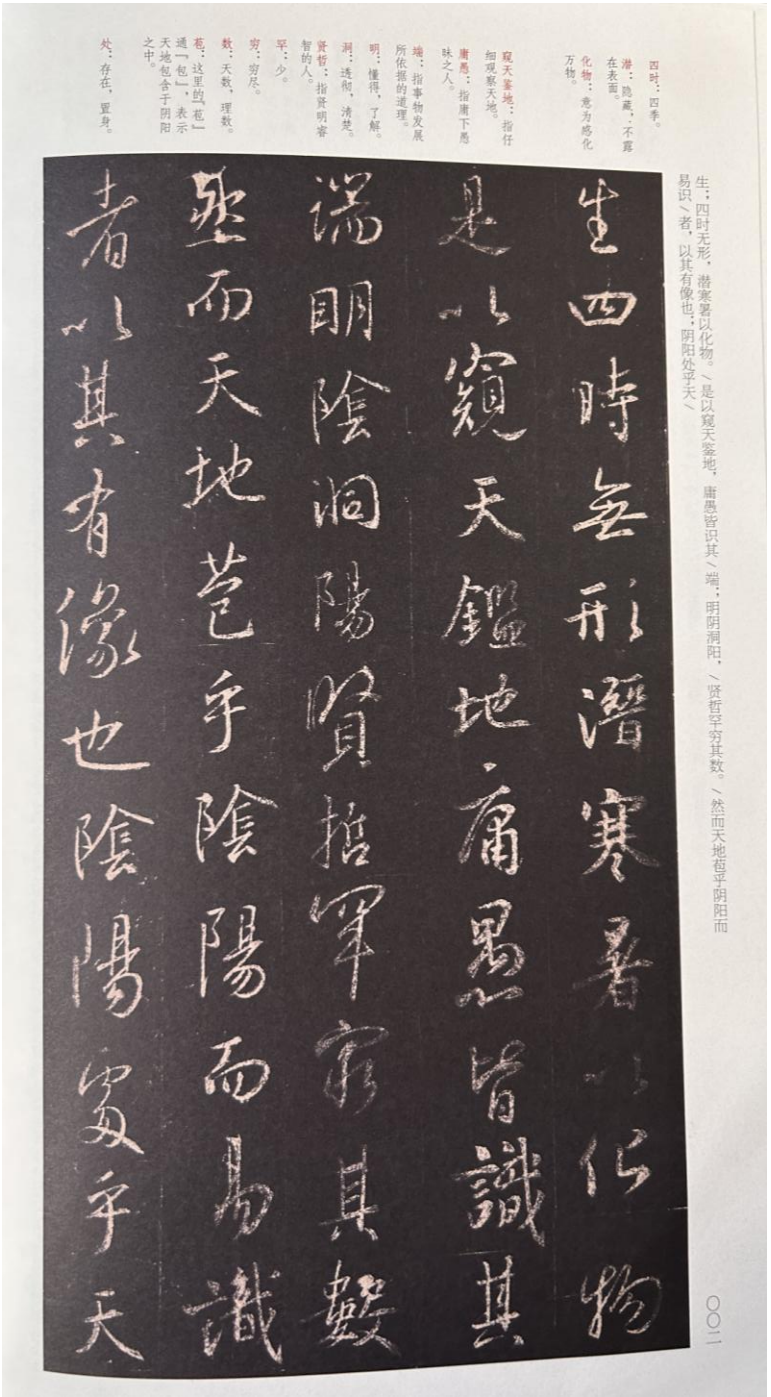 四时：四季。
潜：隐藏，不露
在表面。
化物：意为感化
万物。
窥天鉴地：指仔
细观察天地。
庸愚：指庸下愚
昧之人。
端：指事物发展
所依据的道理。
明：懂得，了解。
洞：透彻，清楚。
贤哲：指贤明睿
智的人。
罕：少。
穷：穷尽。
数：天数，理数。
苞：这里的『苞』
通『包』，表示
天地包含于阴阳
之中。
处：存在，置身。
生；四时无形，潜寒暑以化物。/是以窥天鉴地，庸愚皆识其/端；明阴洞阳，/贤哲罕穷其数。/然而天地苞乎阴阳而
易识/者，以其有像也；阴阳处乎天/
生四時無形潛寒暑以化物
是以窺天鑑地庸愚皆識其
端明陰洞陽賢哲罕窮其數
然而天地苞乎陰陽而易識
者以其有像也陰陽處乎天
〇〇二